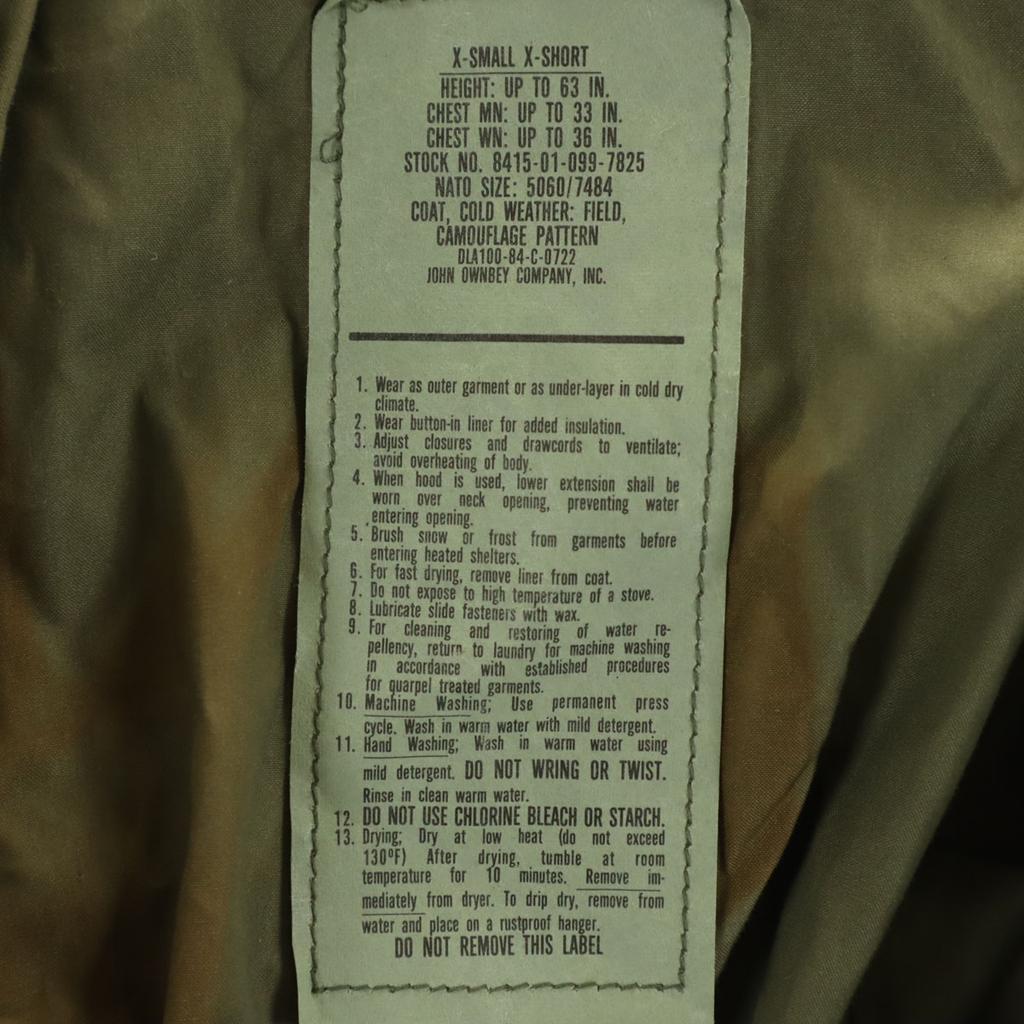 X-SMALL X-SHORT
HEIGHT: UP TO 63 IN.
CHEST MN: UP TO 33 IN.
CHEST WN: UP TO 36 IN.
STOCK NO. 8415-01-099-7825
NATO SIZE: 5060/7484
COAT, COLD WEATHER: FIELD,
CAMOUFLAGE PATTERN
DLA100-84-C-0722
JOHN OWNBEY COMPANY, INC.
1. Wear as outer garment or as under-layer in cold dry
climate.
2. Wear button-in liner for added insulation.
3. Adjust closures and drawcords to ventilate;
avoid overheating of body.
4. When hood is used, lower extension shall be
worn over neck opening, preventing water
entering opening.
5. Brush snow or frost from garments before
entering heated shelters.
6. For fast drying, remove liner from coat.
7. Do not expose to high temperature of a stove.
8. Lubricate slide fasteners with wax.
9. For cleaning and restoring of water re-
pellency, return to laundry for machine washing
in accordance with established procedures
for quarpel treated garments.
10. Machine Washing; Use permanent press
cycle. Wash in warm water with mild detergent.
11. Hand Washing; Wash in warm water using
mild detergent. DO NOT WRING OR TWIST.
Rinse in clean warm water.
12. DO NOT USE CHLORINE BLEACH OR STARCH.
13. Drying; Dry at low heat (do not exceed
130ºF) After drying, tumble at room
temperature for 10 minutes. Remove im-
mediately from dryer. To drip dry, remove from
water and place on a rustproof hanger.
DO NOT REMOVE THIS LABEL